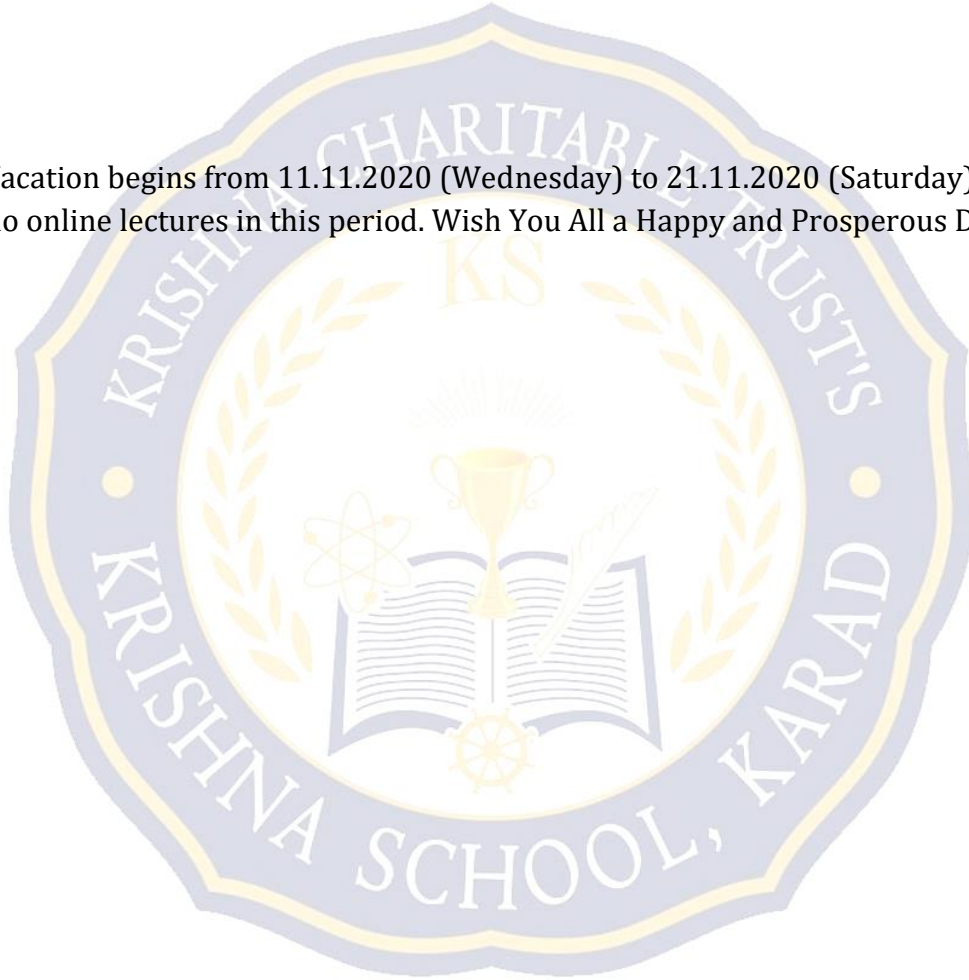 acation begins from 11.11.2020 (Wednesday) to 21.11.2020 (Saturday)
o online lectures in this period. Wish You All a Happy and Prosperous D
KRISHNA CHARITABLE TRUST'S
KS
KRISHNA SCHOOL, KARAD